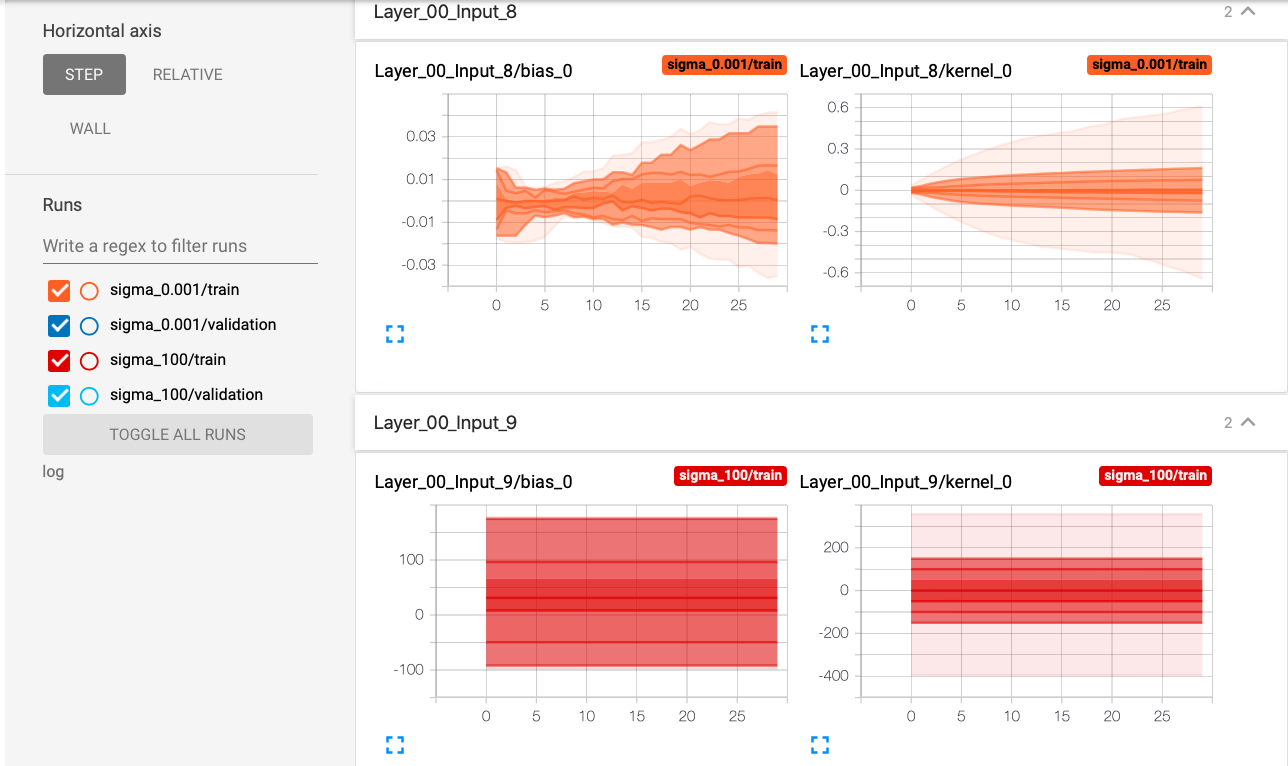 Horizontal axis
STEP
RELATIVE
WALL
Runs
Write a regex to filter runs
sigma_0.001/train
sigma_0.001/validation
sigma_100/train
sigma_100/validation
TOGGLE ALL RUNS
log
Layer_00_Input_8
2
Layer_00_Input_8/bias_0
sigma_0.001/train
0.03
0.01
-0.01
-0.03
0 5 10 15 20 25
Layer_00_Input_8/kernel_0
sigma_0.001/train
0.6
0.3
0
-0.3
-0.6
0 5 10 15 20 25
Layer_00_Input_9
2
Layer_00_Input_9/bias_0
sigma_100/train
100
0
-100
0 5 10 15 20 25
Layer_00_Input_9/kernel_0
sigma_100/train
200
0
-200
-400
0 5 10 15 20 25